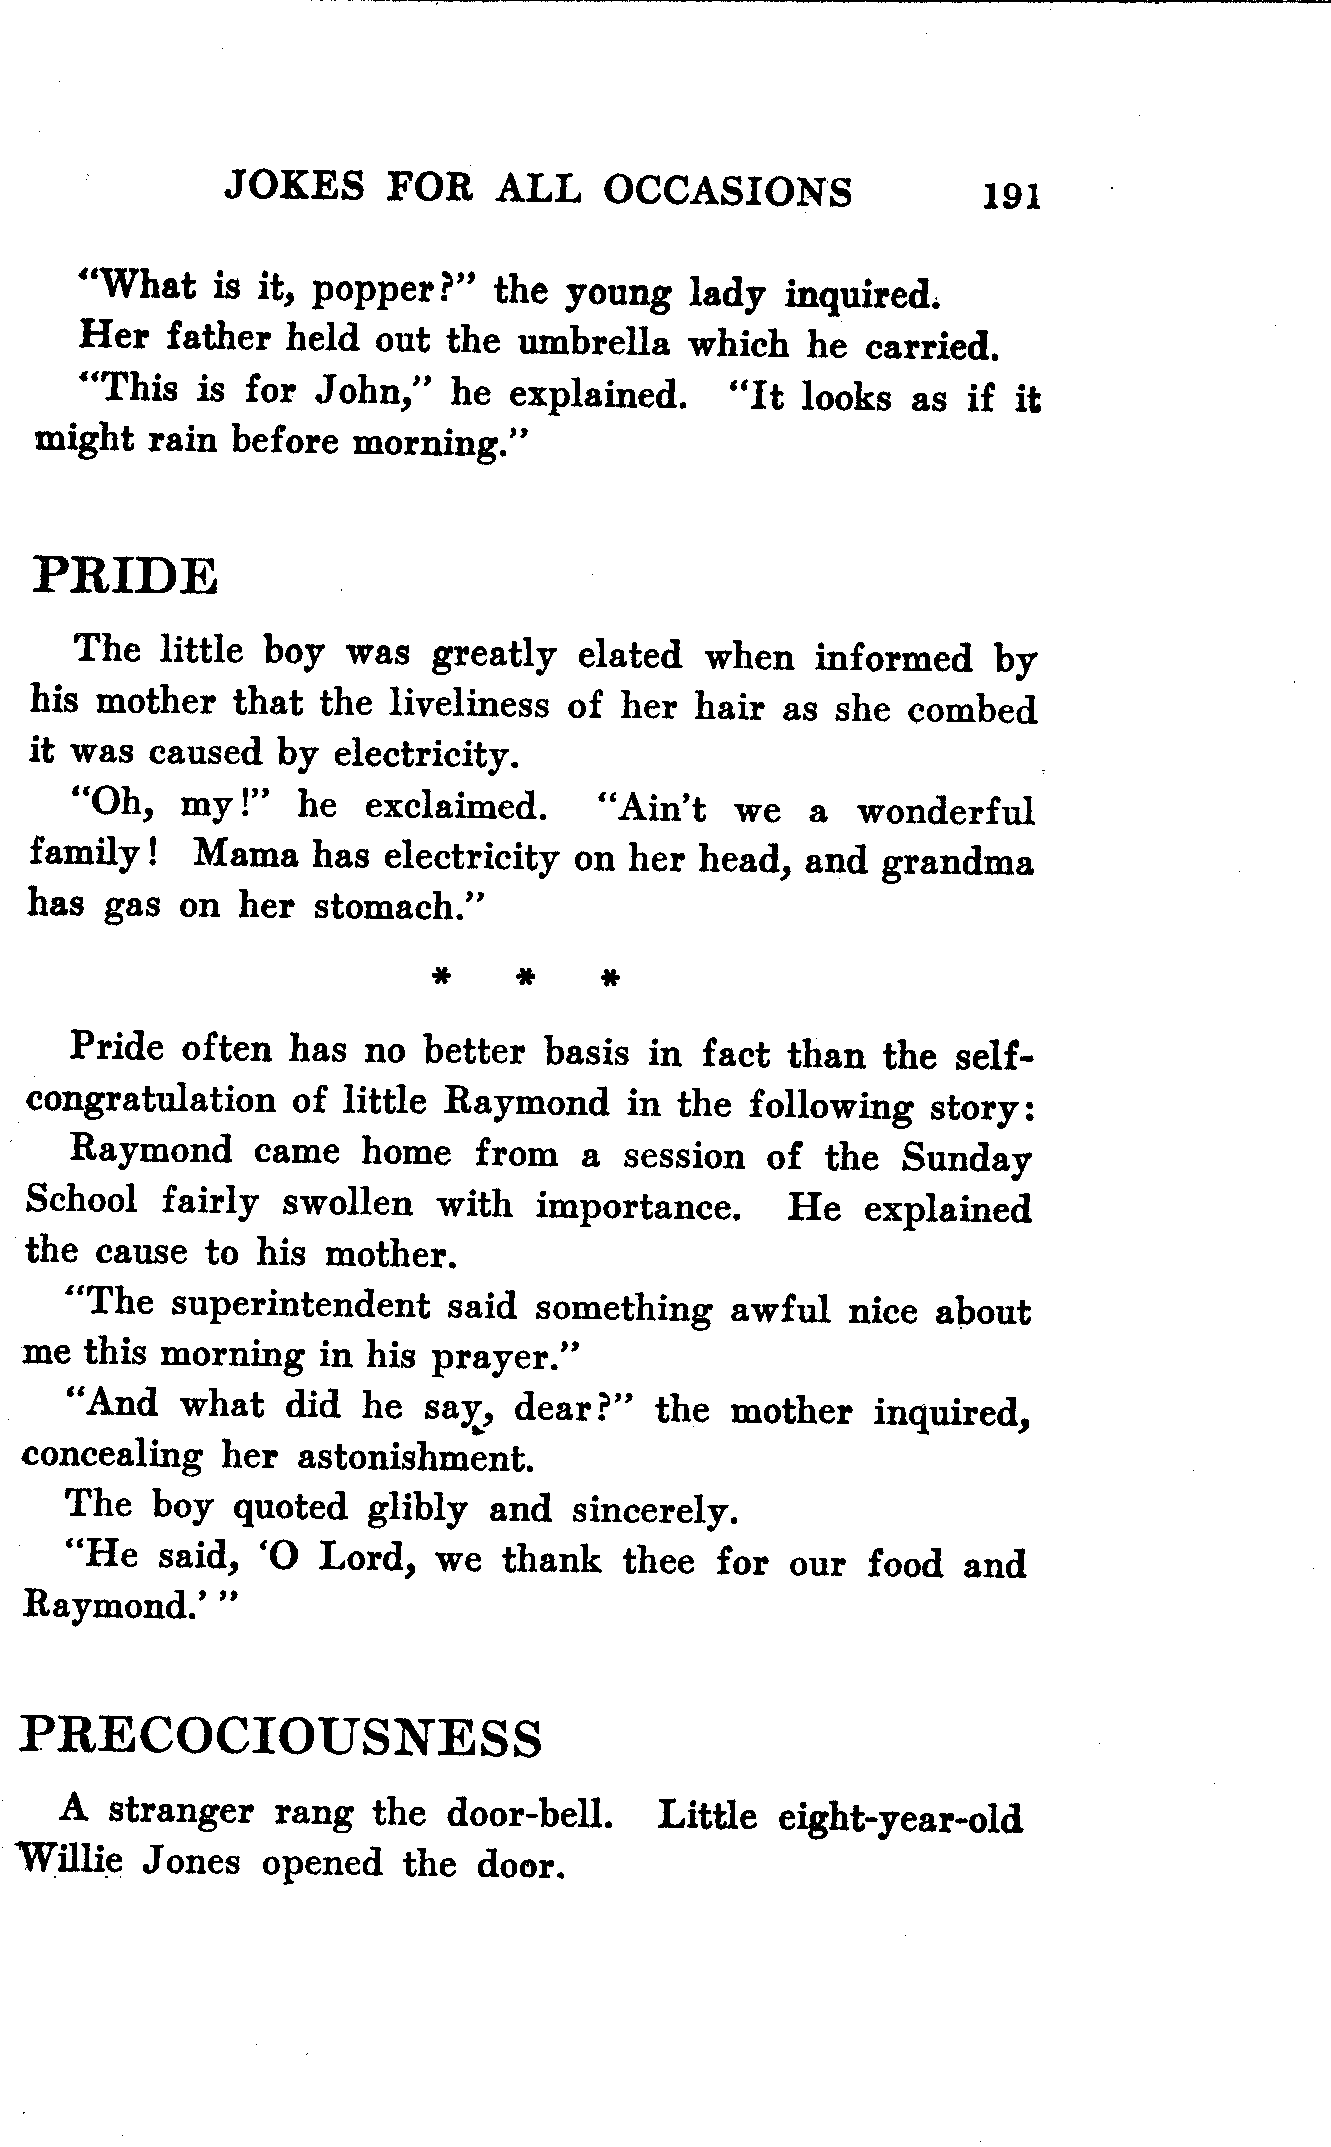 JOKES FOR ALL OCCASIONS 191
"What is it, popper?" the young lady inquired.
Her father held out the umbrella which he carried.
"This is for John," he explained. "It looks as if it
might rain before morning."
PRIDE
The little boy was greatly elated when informed by
his mother that the liveliness of her hair as she combed
it was caused by electricity.
"Oh, my!" he exclaimed. "Ain't we a wonderful
family! Mama has electricity on her head, and grandma
has gas on her stomach."
* * *
Pride often has no better basis in fact than the self-
congratulation of little Raymond in the following story:
Raymond came home from a session of the Sunday
School fairly swollen with importance. He explained
the cause to his mother.
"The superintendent said something awful nice about
me this morning in his prayer."
"And what did he say, dear?" the mother inquired,
concealing her astonishment.
The boy quoted glibly and sincerely.
"He said, 'O Lord, we thank thee for our food and
Raymond.' "
PRECOCIOUSNESS
A stranger rang the door-bell. Little eight-year-old
Willie Jones opened the door.